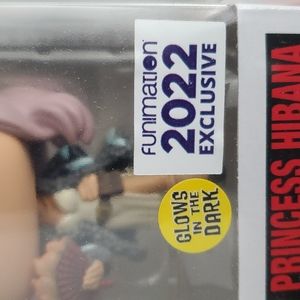 FUNIMATION
2022
EXCLUSIVE
GLOWS
IN THE
DARK
PRINCESS HIBANA